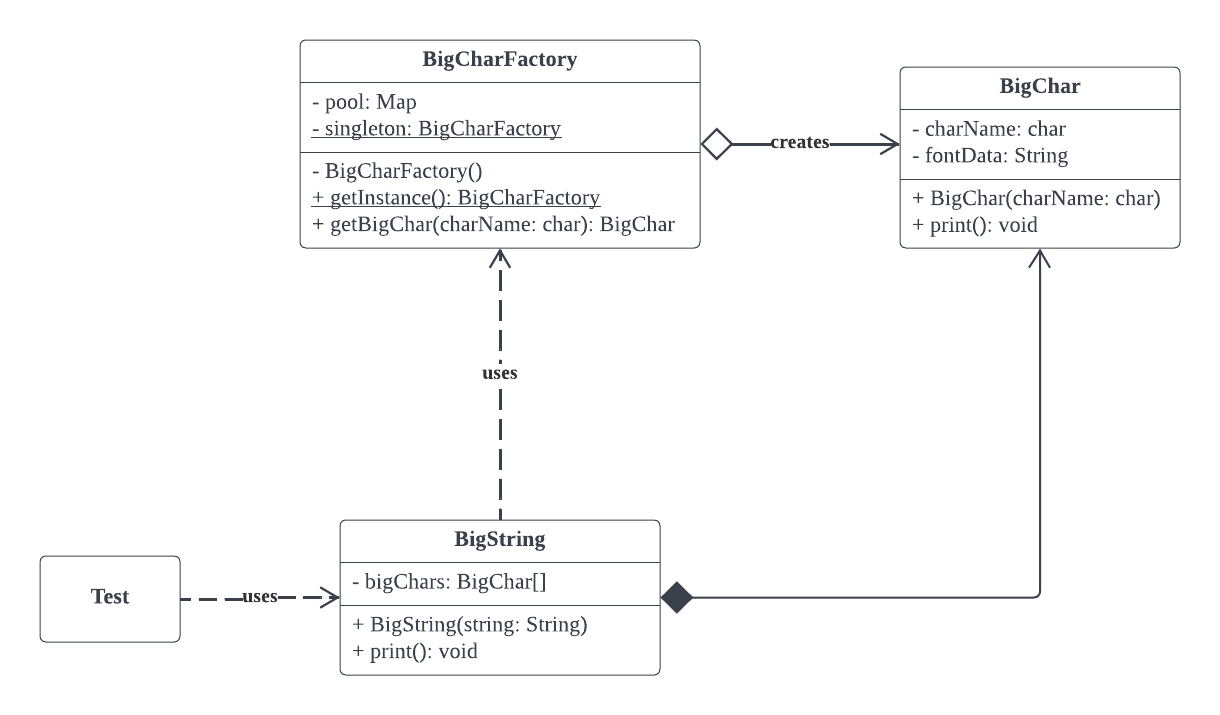 BigCharFactory
- pool: Map
- singleton: BigCharFactory
- BigCharFactory()
+ getInstance(): BigCharFactory
+ getBigChar(charName: char): BigChar
creates
BigChar
- charName: char
- fontData: String
+ BigChar(charName: char)
+ print(): void
uses
Test
uses
BigString
- bigChars: BigChar[]
+ BigString(string: String)
+ print(): void